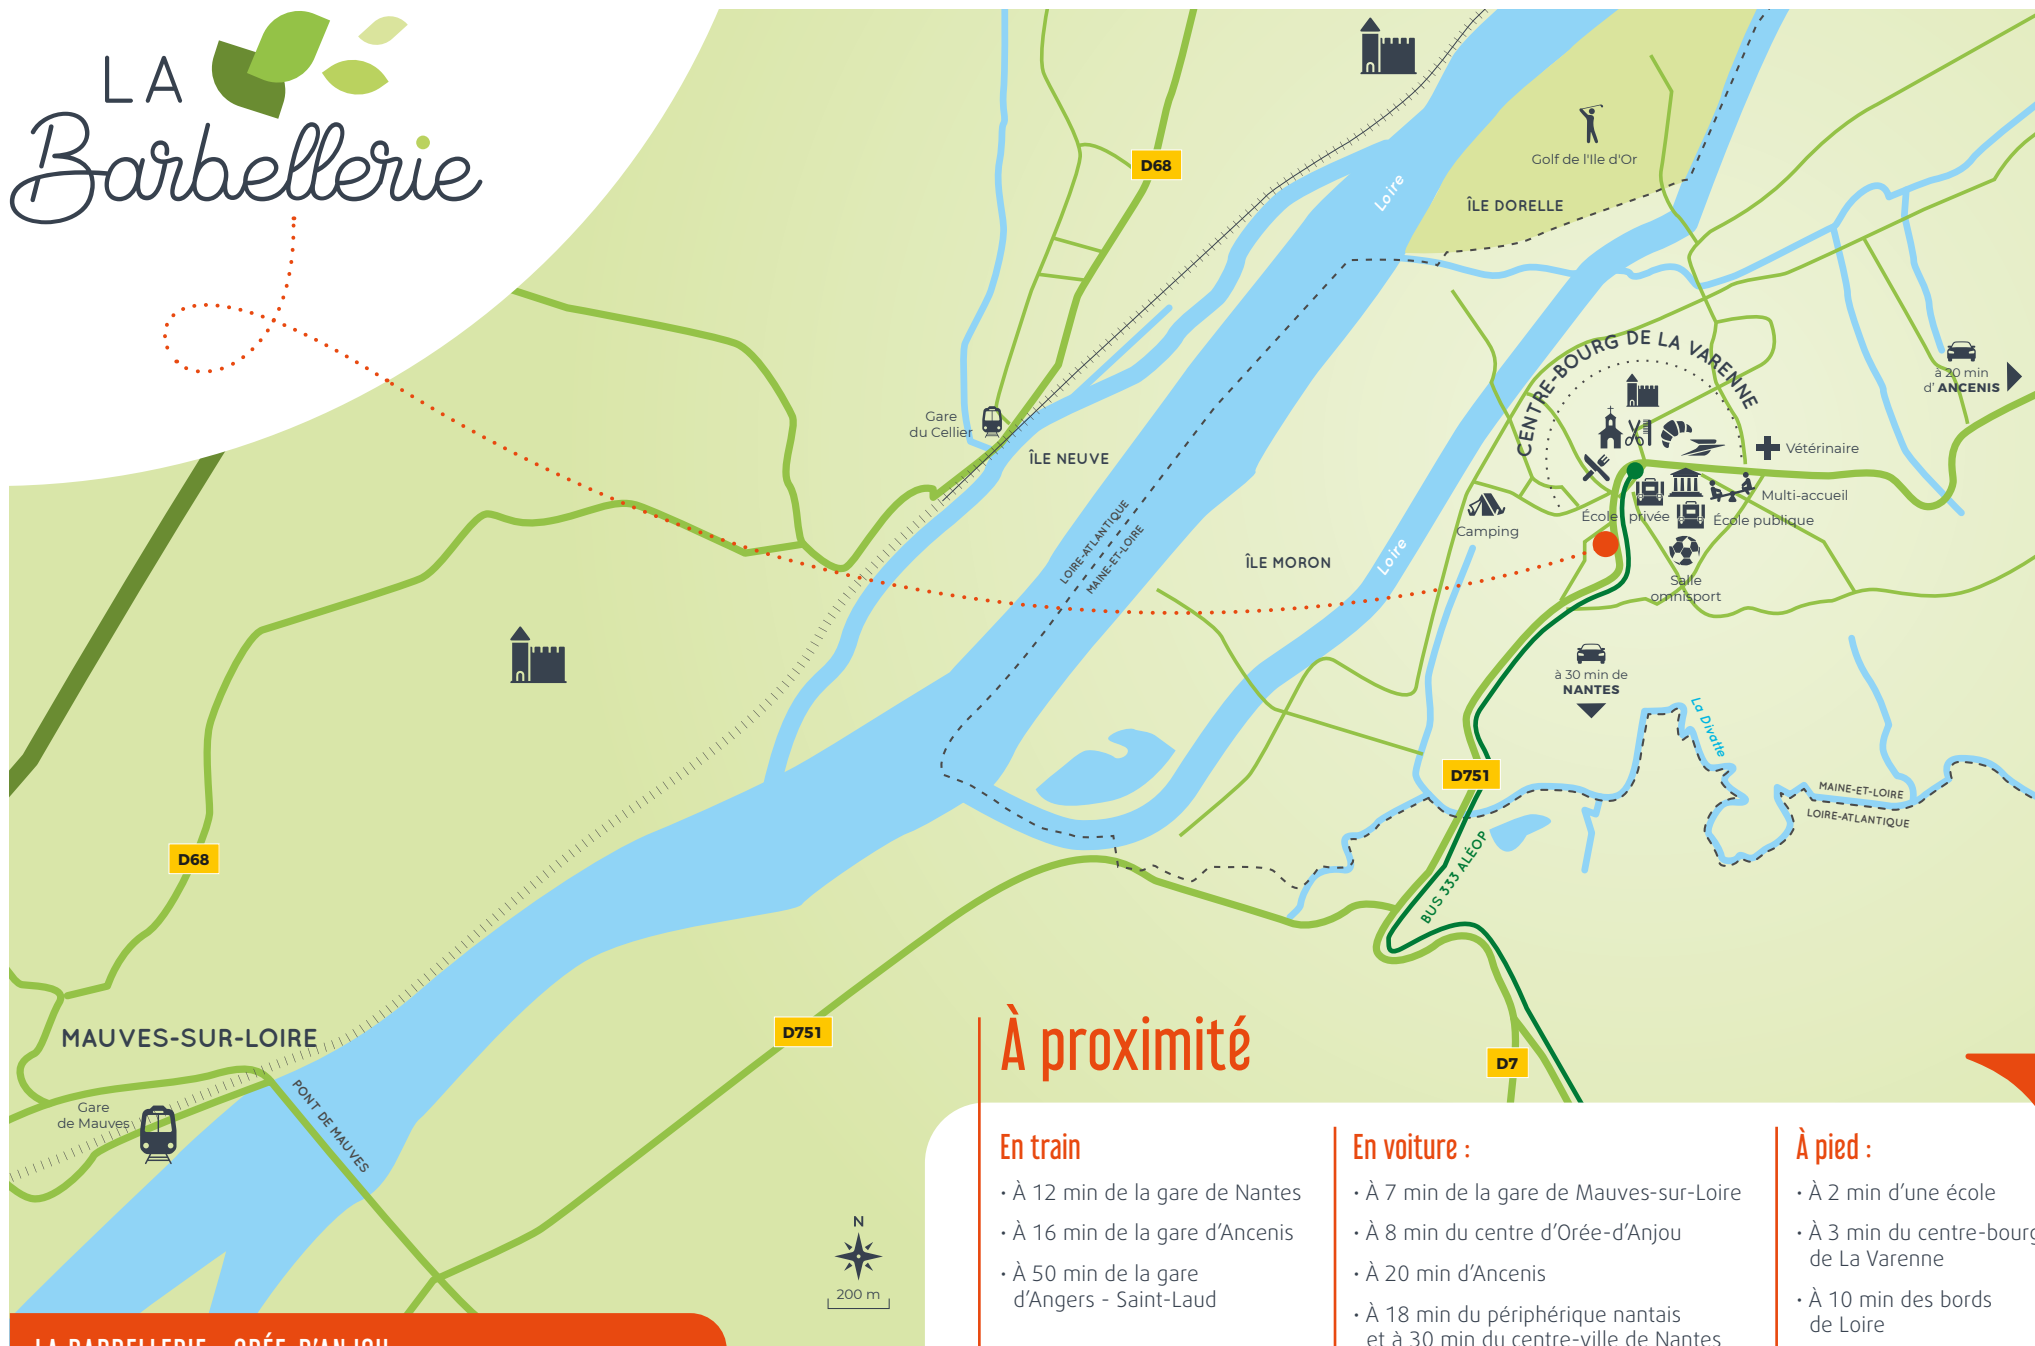 LA
Barbellerie
D68
Loire
Golf de l'Ile d'Or
ÎLE DORELLE
CENTRE-BOURG DE LA VARENNE
à 20 min
d'ANCENIS
Gare
du Cellier
ÎLE NEUVE
Vétérinaire
Multi-accueil
École privée
École publique
Camping
LOIRE-ATLANTIQUE
MAINE-ET-LOIRE
ÎLE MORON
Loire
Salle
omnisport
à 30 min de
NANTES
La Divatte
D751
MAINE-ET-LOIRE
LOIRE-ATLANTIQUE
D68
BUS 333 ALÉOP
MAUVES-SUR-LOIRE
D751
D7
Gare
de Mauves
PONT DE MAUVES
N
200 m
À proximité
En train
· À 12 min de la gare de Nantes
· À 16 min de la gare d'Ancenis
· À 50 min de la gare
d'Angers - Saint-Laud
En voiture :
· À 7 min de la gare de Mauves-sur-Loire
· À 8 min du centre d'Orée-d'Anjou
· À 20 min d'Ancenis
· À 18 min du périphérique nantais
et à 30 min du centre-ville de Nantes
À pied :
· À 2 min d'une école
· À 3 min du centre-bourg
de La Varenne
· À 10 min des bords
de Loire